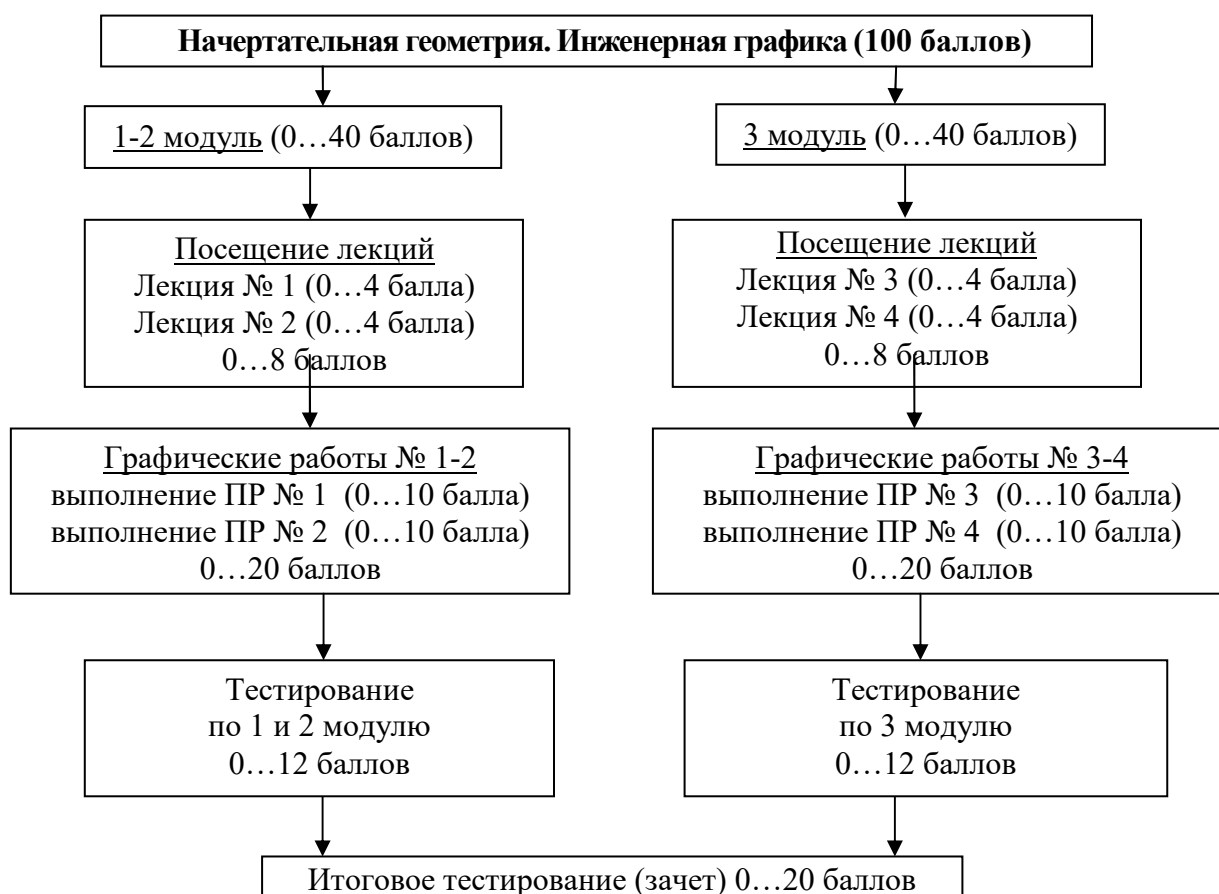 Начертательная геометрия. Инженерная графика (100 баллов)
1-2 модуль (0…40 баллов)
Посещение лекций
Лекция № 1 (0…4 балла)
Лекция № 2 (0…4 балла)
0…8 баллов
Графические работы № 1-2
выполнение ПР № 1 (0…10 балла)
выполнение ПР № 2 (0…10 балла)
0…20 баллов
Тестирование
по 1 и 2 модулю
0…12 баллов
3 модуль (0…40 баллов)
Посещение лекций
Лекция № 3 (0…4 балла)
Лекция № 4 (0…4 балла)
0…8 баллов
Графические работы № 3-4
выполнение ПР № 3 (0…10 балла)
выполнение ПР № 4 (0…10 балла)
0…20 баллов
Тестирование
по 3 модулю
0…12 баллов
Итоговое тестирование (зачет) 0…20 баллов